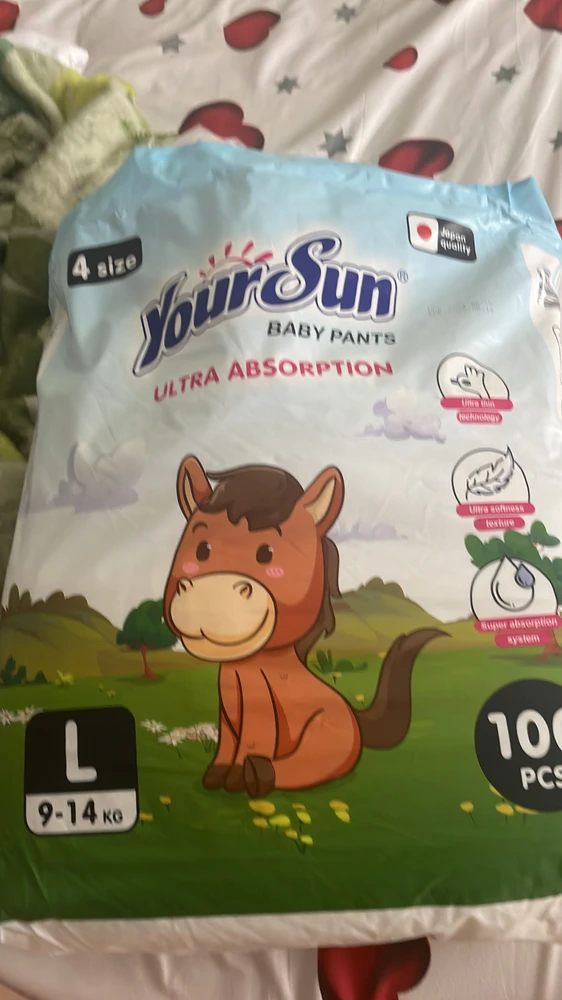 4 size
Japan
quality
YourSun®
BABY PANTS
ULTRA ABSORPTION
Ultra thin
technology
Ultra softness
texture
Super absorption
system
L
9-14 KG
100
PCS